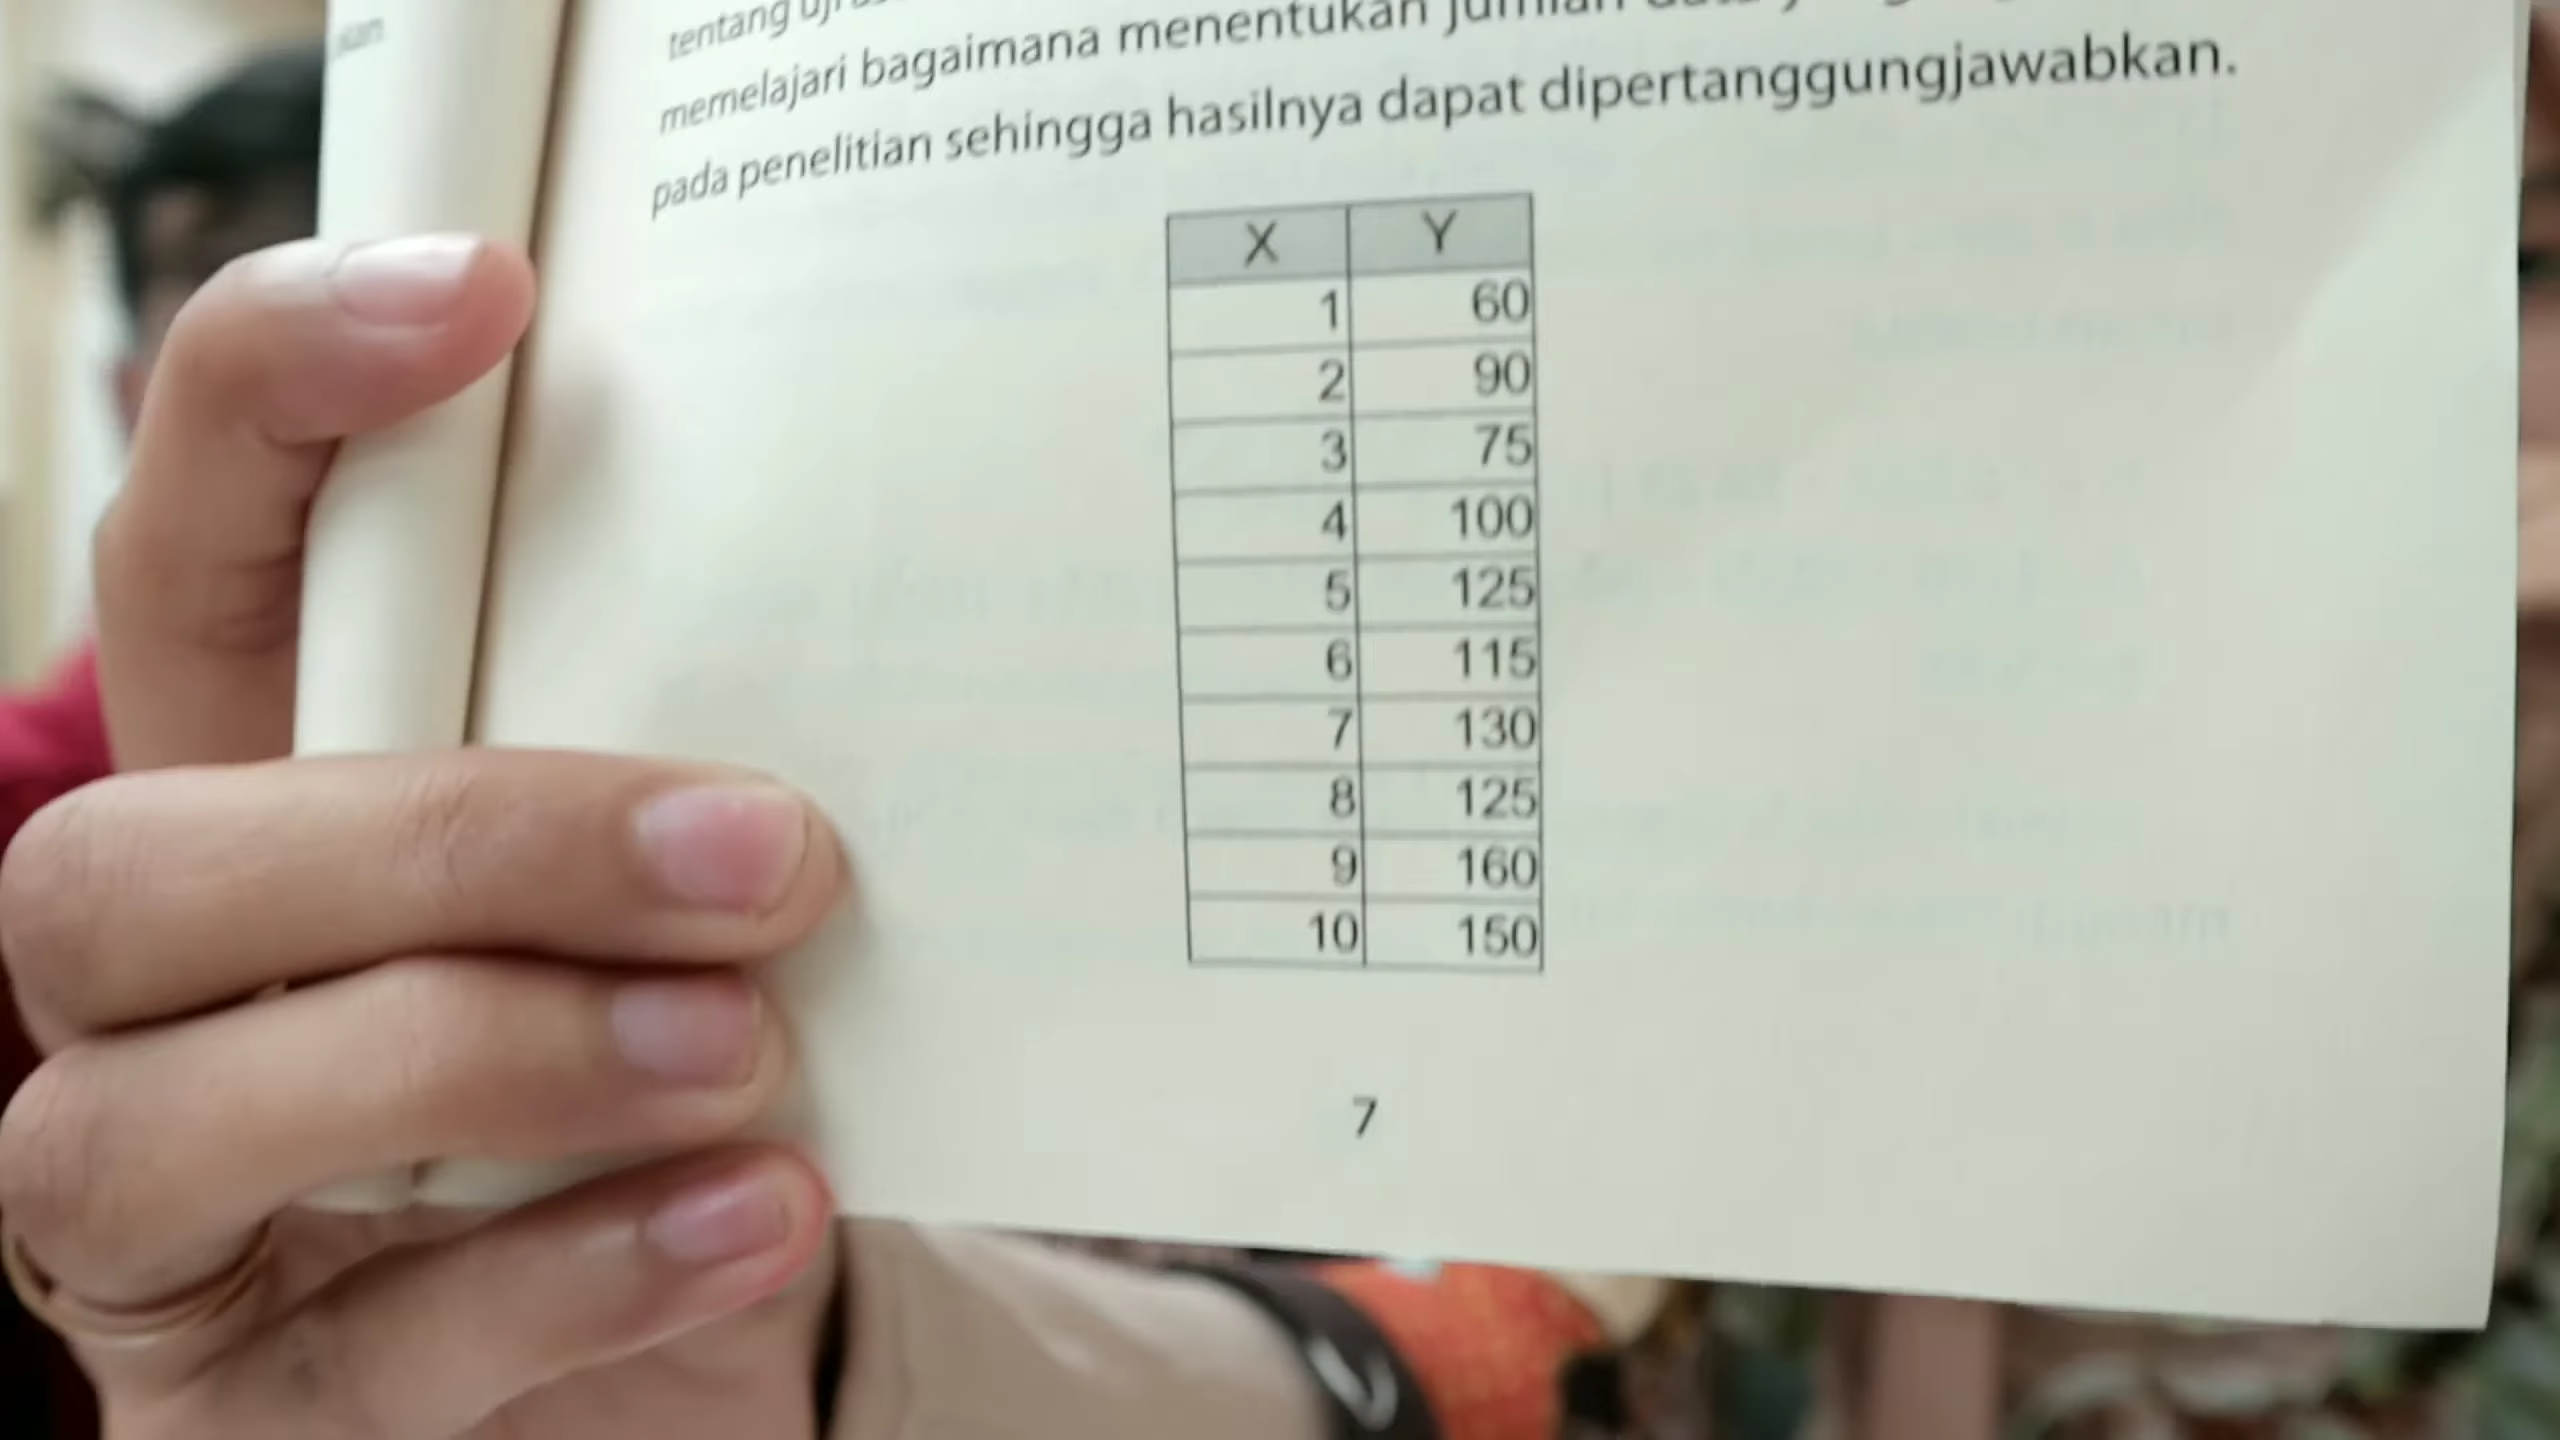 tentang
memelajari bagaimana menentukan
pada penelitian sehingga hasilnya dapat dipertanggungjawabkan.
X Y
1 60
2 90
3 75
4 100
5 125
6 115
7 130
8 125
9 160
10 150
7